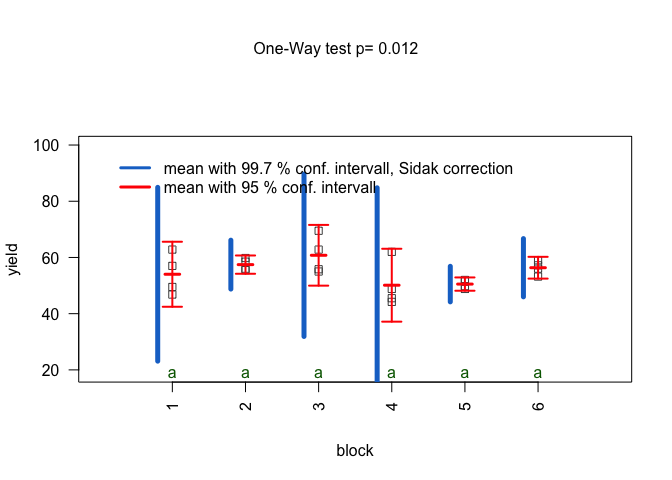 One-Way test p= 0.012
yield
100
80
60
40
20
mean with 99.7 % conf. intervall, Sidak correction
mean with 95 % conf. intervall
a a a a a a
1 2 3 4 5 6
block